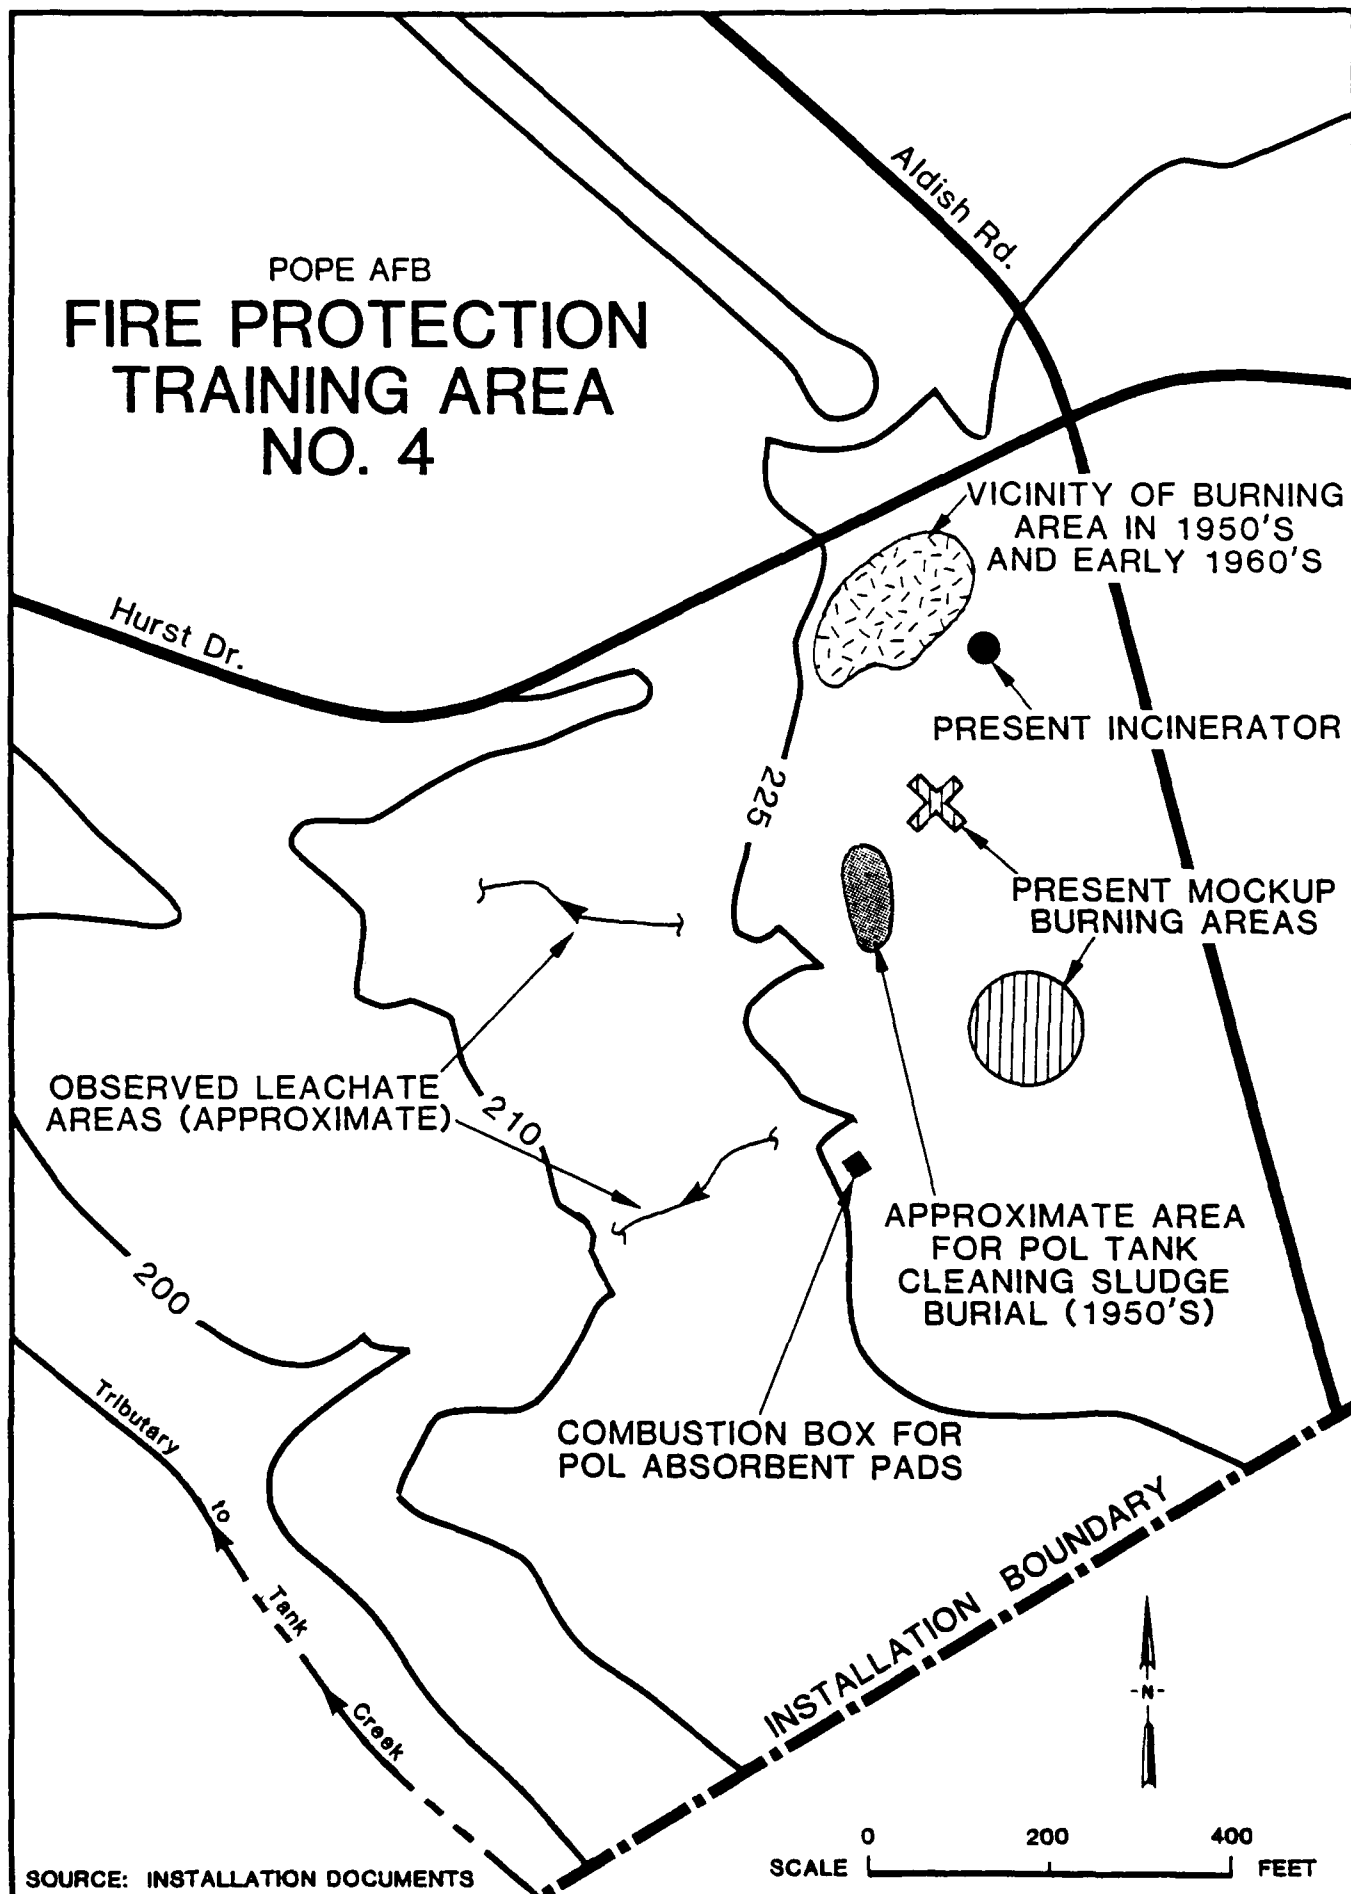 POPE AFB
FIRE PROTECTION
TRAINING AREA
NO. 4
Aldish Rd.
VICINITY OF BURNING
AREA IN 1950'S
AND EARLY 1960'S
Hurst Dr.
PRESENT INCINERATOR
225
PRESENT MOCKUP
BURNING AREAS
OBSERVED LEACHATE
AREAS (APPROXIMATE)
210
APPROXIMATE AREA
FOR POL TANK
CLEANING SLUDGE
BURIAL (1950'S)
200
Tributary to Tank Creek
COMBUSTION BOX FOR
POL ABSORBENT PADS
INSTALLATION BOUNDARY
-N-
0 200 400
SCALE FEET
SOURCE: INSTALLATION DOCUMENTS